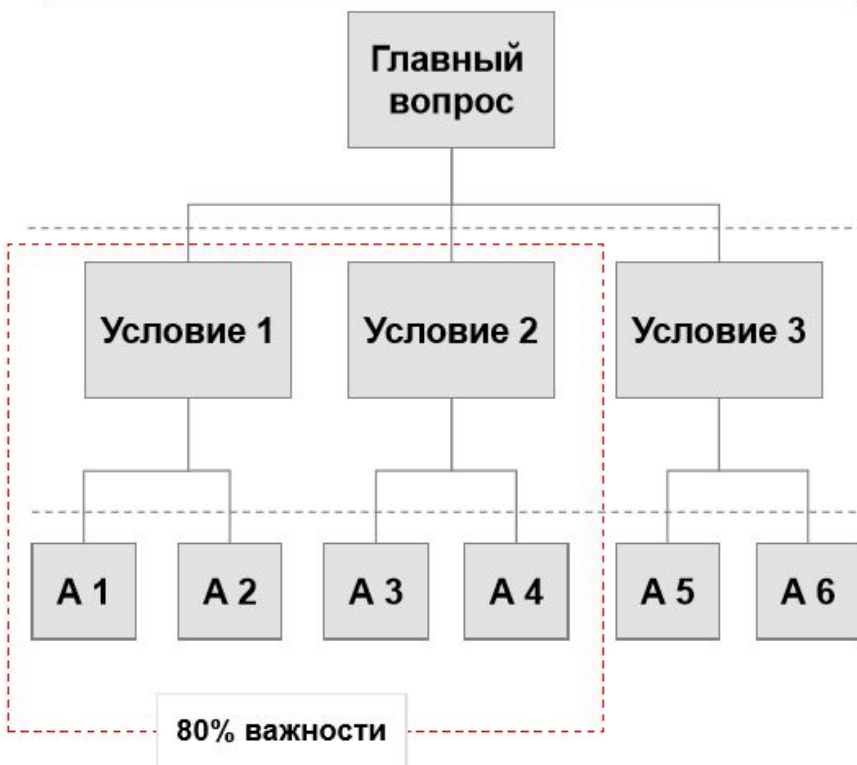 Главный
вопрос
Условие 1
Условие 2
Условие 3
А 1
А 2
А 3
А 4
А 5
А 6
80% важности